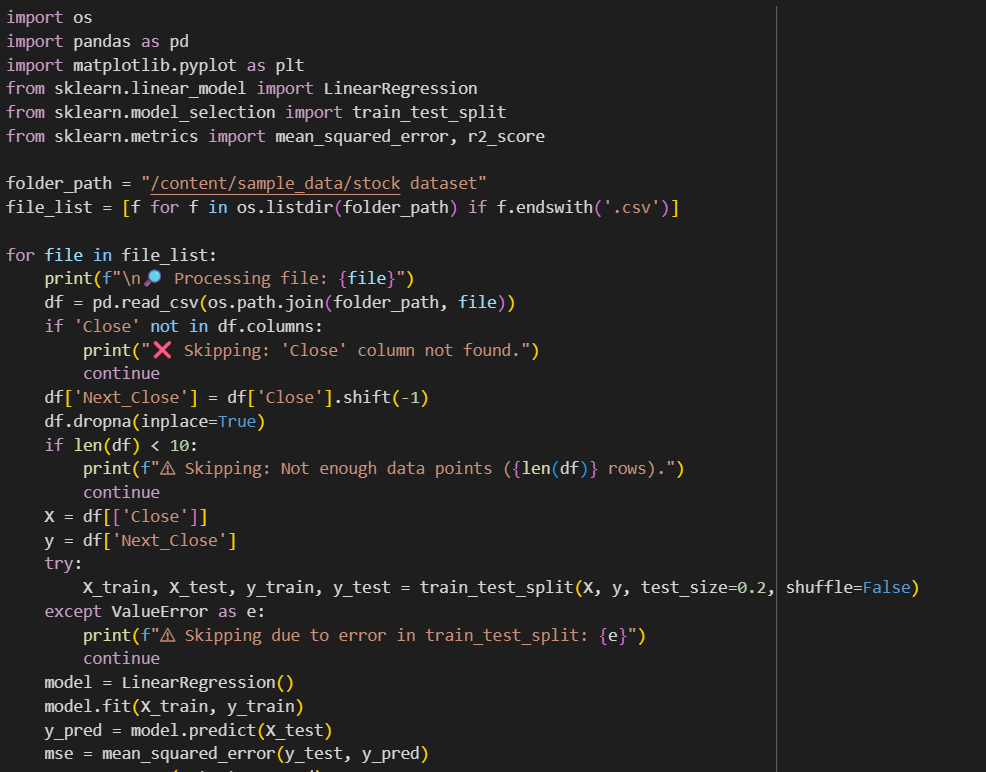 import os
import pandas as pd
import matplotlib.pyplot as plt
from sklearn.linear_model import LinearRegression
from sklearn.model_selection import train_test_split
from sklearn.metrics import mean_squared_error, r2_score

folder_path = "/content/sample_data/stock dataset"
file_list = [f for f in os.listdir(folder_path) if f.endswith('.csv')]

for file in file_list:
    print(f"\n🔎 Processing file: {file}")
    df = pd.read_csv(os.path.join(folder_path, file))
    if 'Close' not in df.columns:
        print("❌ Skipping: 'Close' column not found.")
        continue
    df['Next_Close'] = df['Close'].shift(-1)
    df.dropna(inplace=True)
    if len(df) < 10:
        print(f"⚠ Skipping: Not enough data points ({len(df)} rows).")
        continue
    X = df[['Close']]
    y = df['Next_Close']
    try:
        X_train, X_test, y_train, y_test = train_test_split(X, y, test_size=0.2, shuffle=False)
    except ValueError as e:
        print(f"⚠ Skipping due to error in train_test_split: {e}")
        continue
    model = LinearRegression()
    model.fit(X_train, y_train)
    y_pred = model.predict(X_test)
    mse = mean_squared_error(y_test, y_pred)